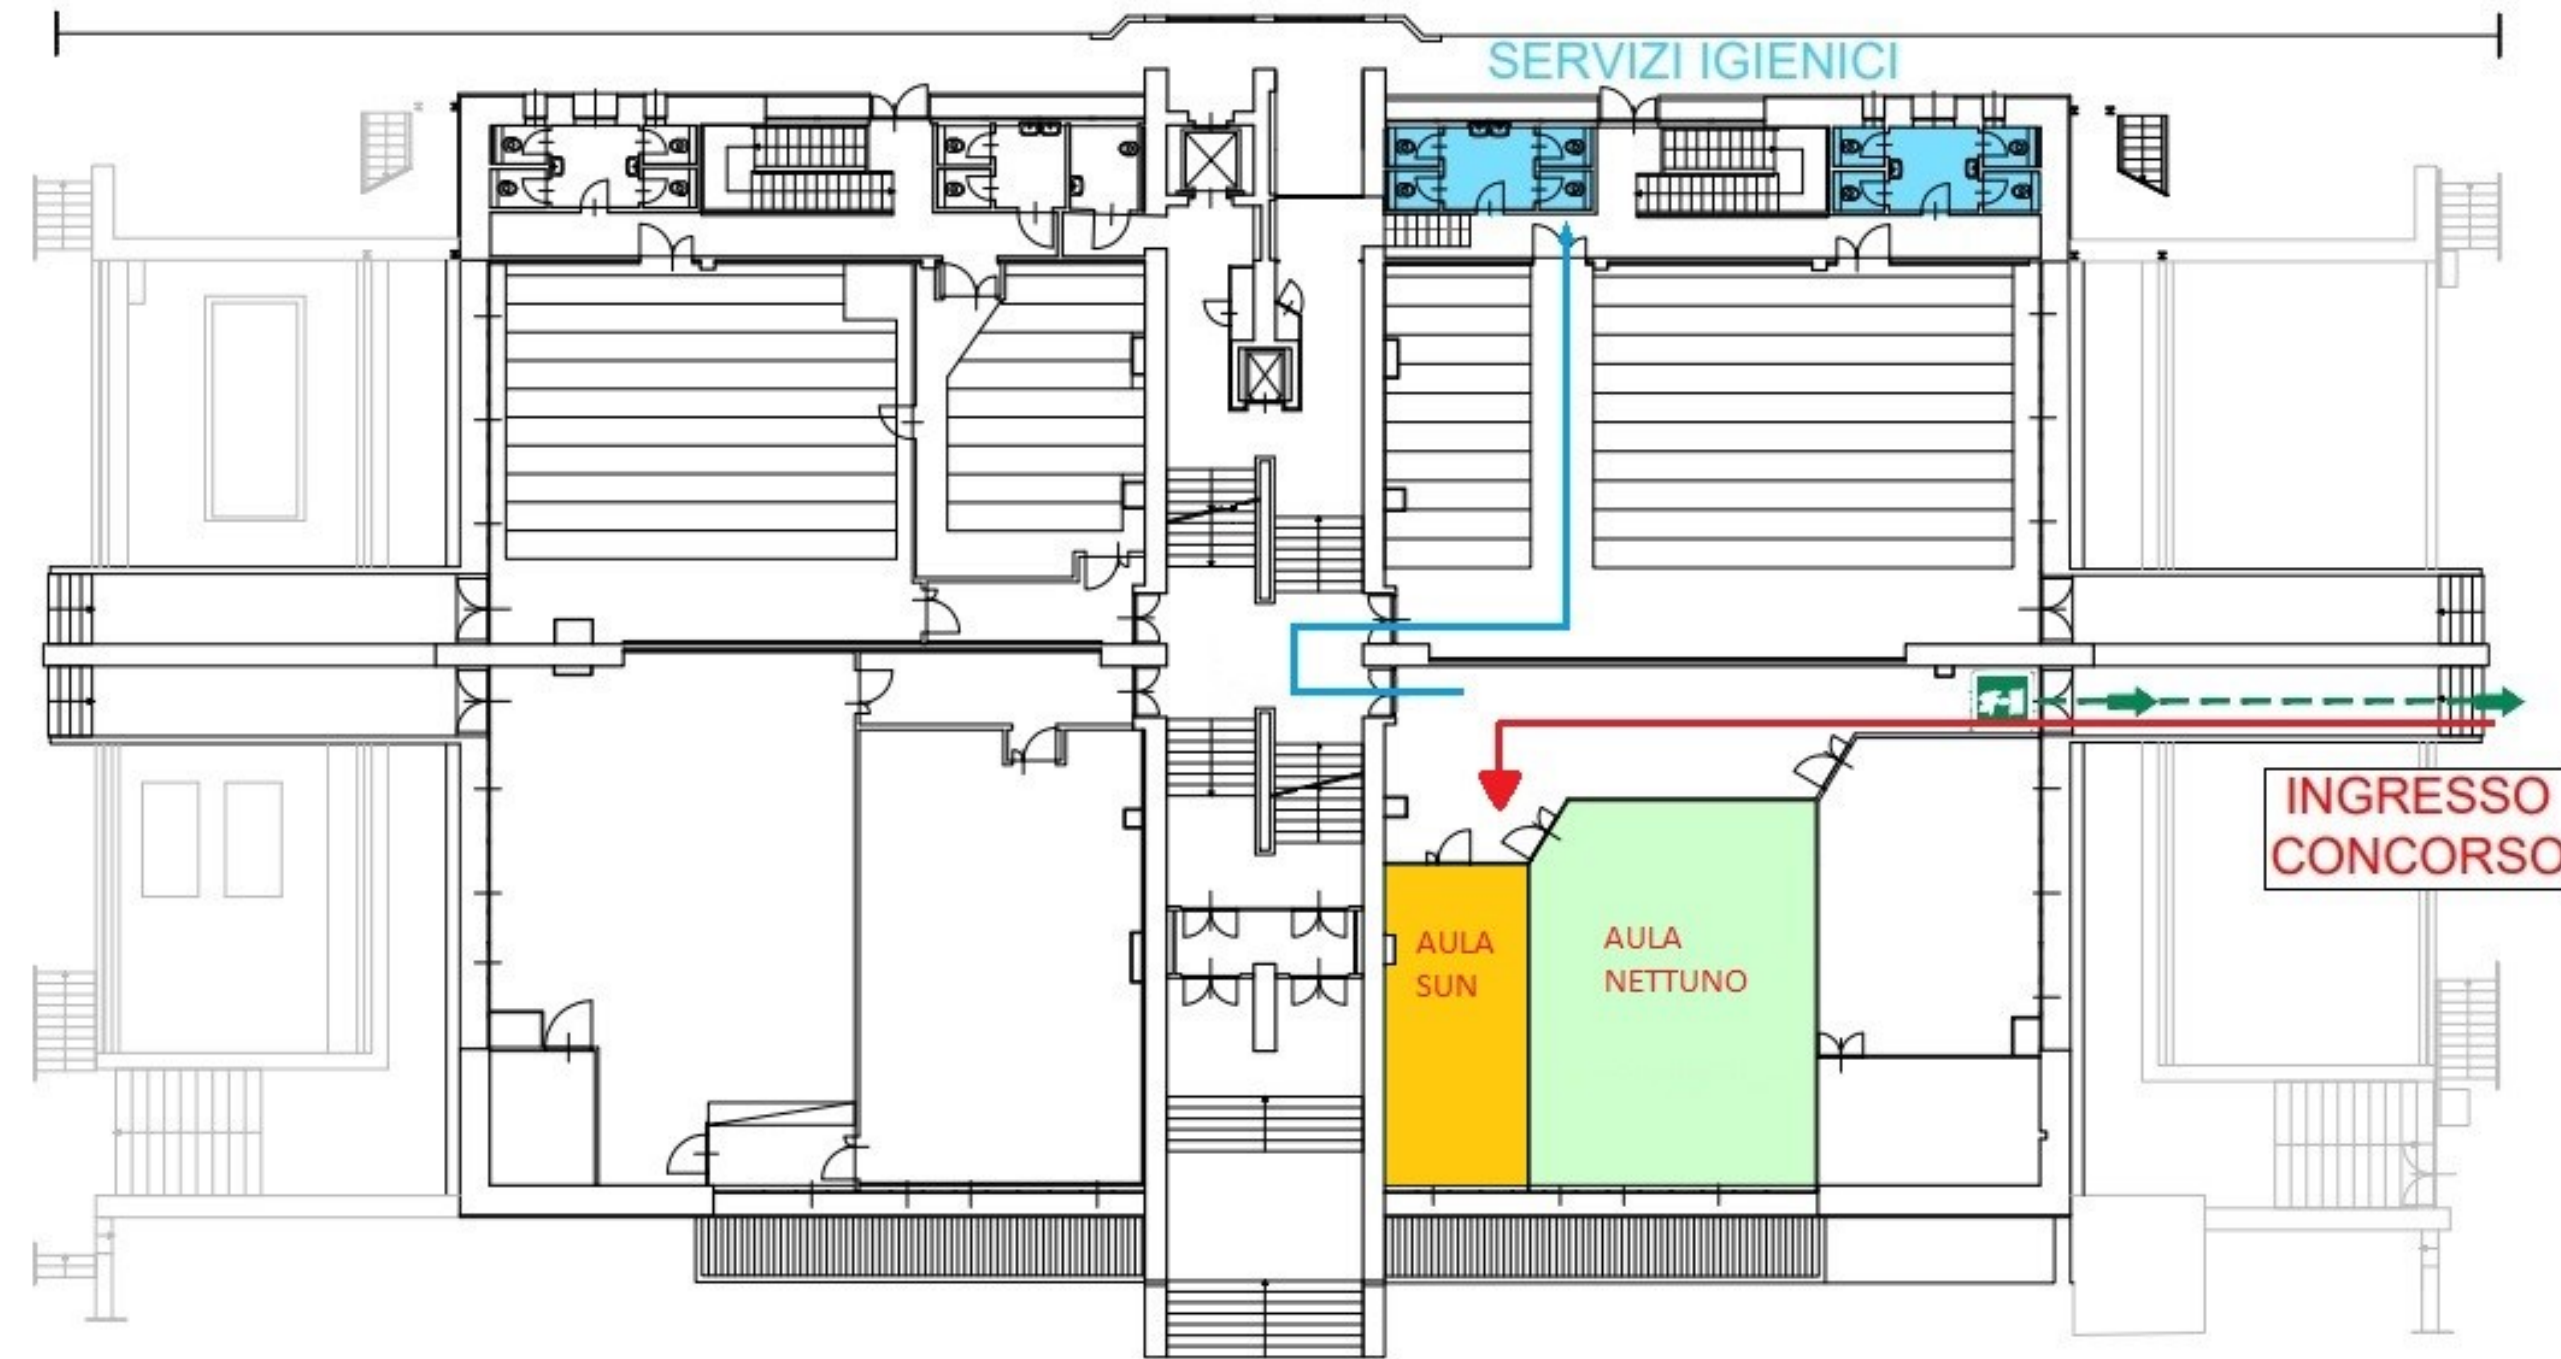 SERVIZI IGIENICI
INGRESSO
CONCORSO
AULA
SUN
AULA
NETTUNO